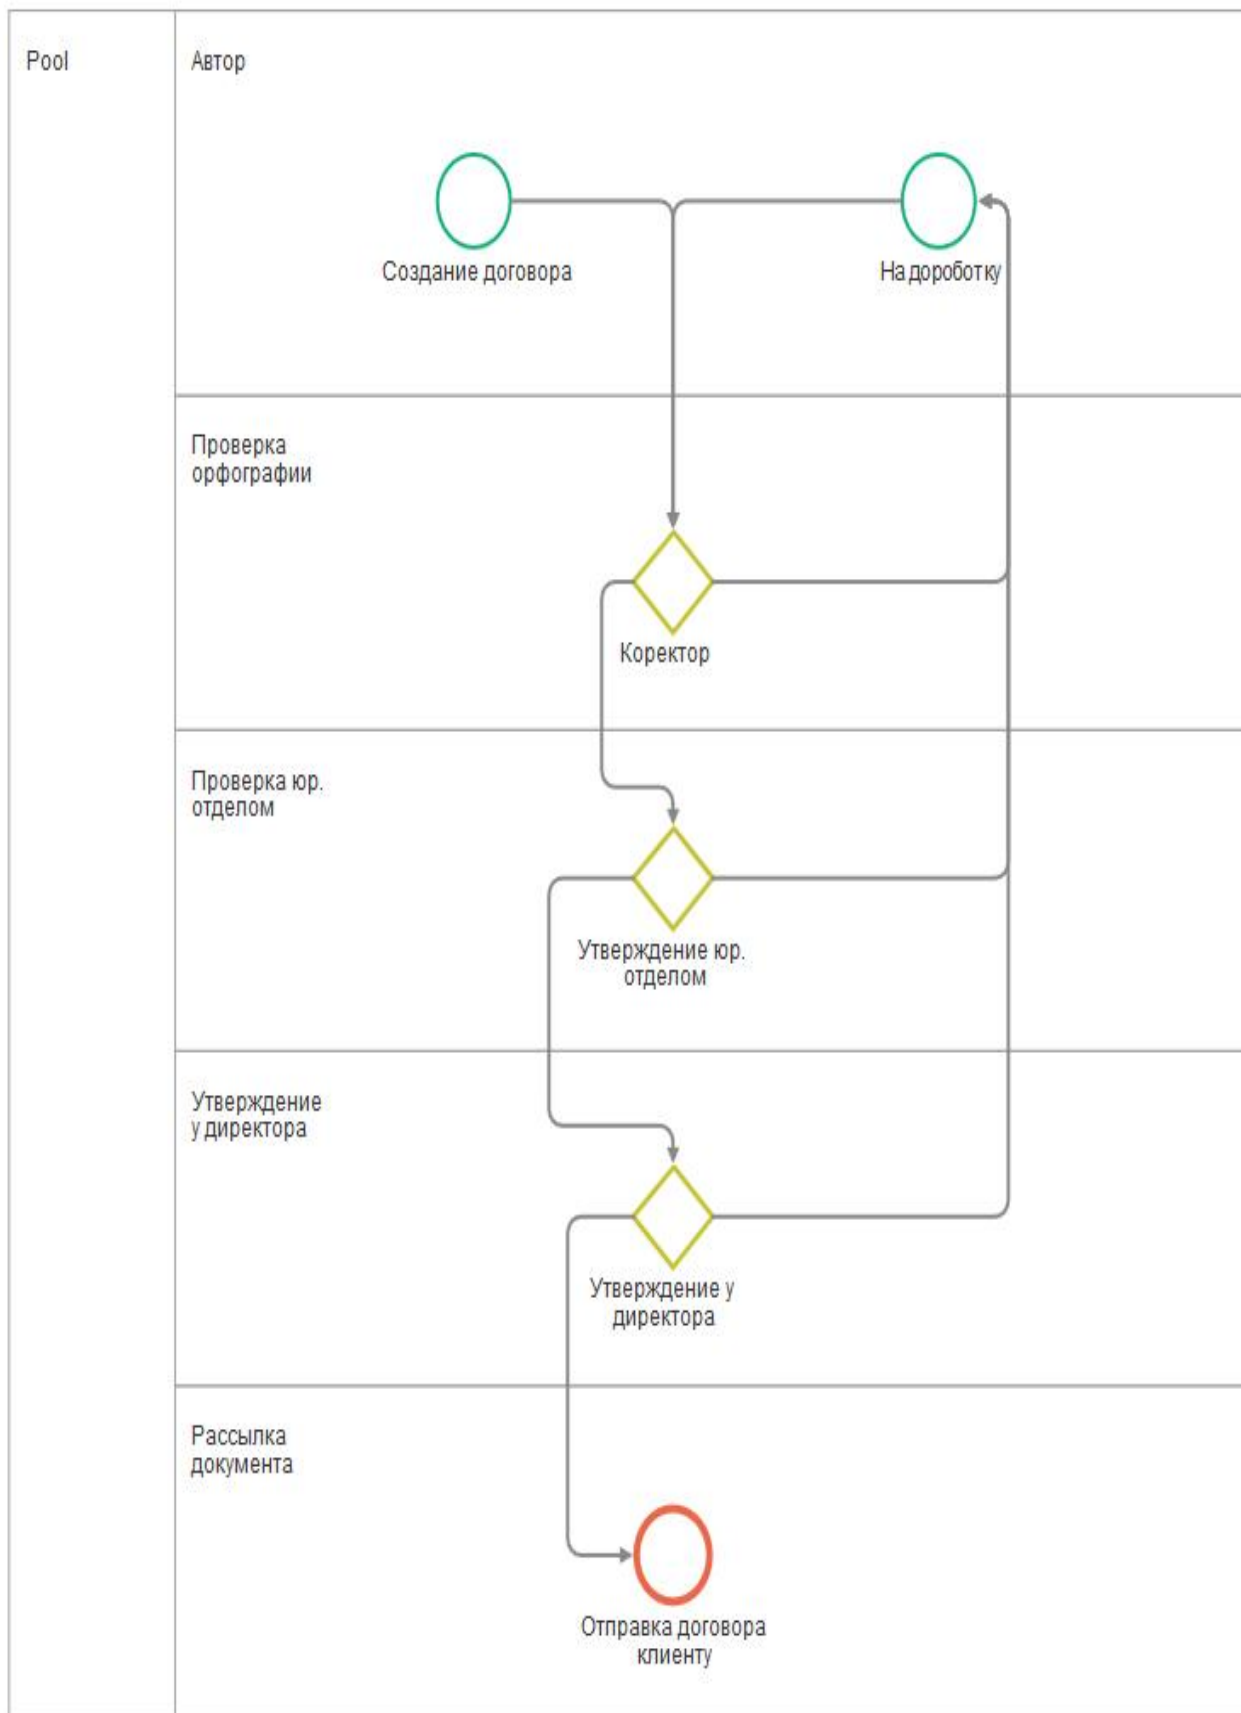 Pool
Автор
Создание договора
На дороботку
Проверка
орфографии
Коректор
Проверка юр.
отделом
Утверждение юр.
отделом
Утверждение
у директора
Утверждение у
директора
Рассылка
документа
Отправка договора
клиенту